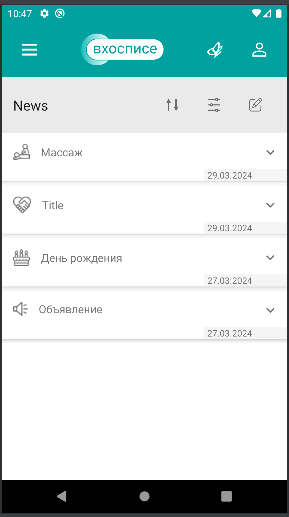 10:47
вхосписе
News
Массаж
29.03.2024
Title
29.03.2024
День рождения
27.03.2024
Объявление
27.03.2024